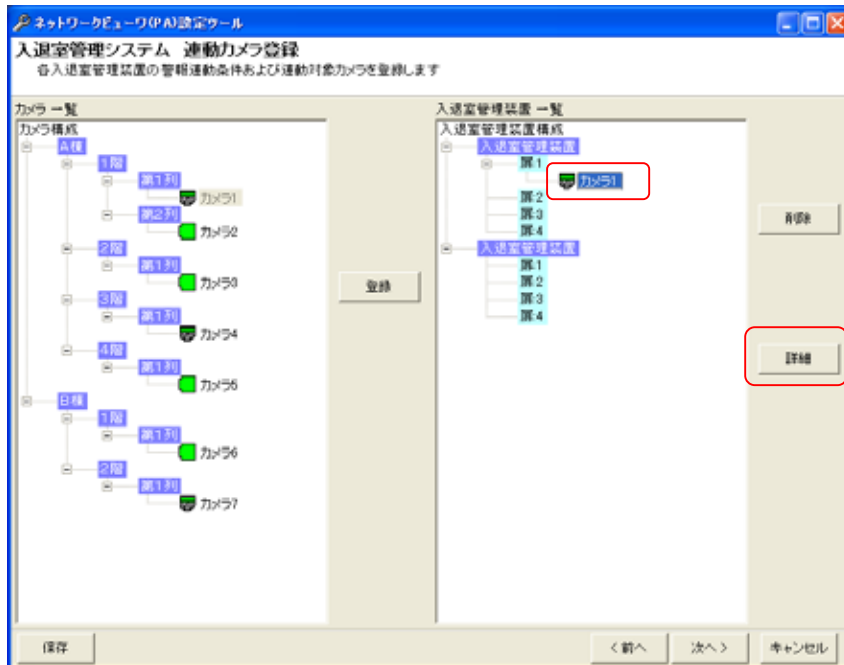 ネットワークビューワ(PA)設定ツール
入退室管理システム 連動カメラ登録
各入退室管理装置の警報連動条件および連動対象カメラを登録します
カメラ 一覧
カメラ構成
A棟
1階
第1列
カメラ1
第2列
カメラ2
2階
第1列
カメラ3
3階
第1列
カメラ4
4階
第1列
カメラ5
B棟
1階
第1列
カメラ6
2階
第1列
カメラ7
登録
入退室管理装置 一覧
入退室管理装置構成
入退室管理装置
扉:1
カメラ1
扉:2
扉:3
扉:4
入退室管理装置
扉:1
扉:2
扉:3
扉:4
削除
詳細
保存
< 前へ
次へ >
キャンセル